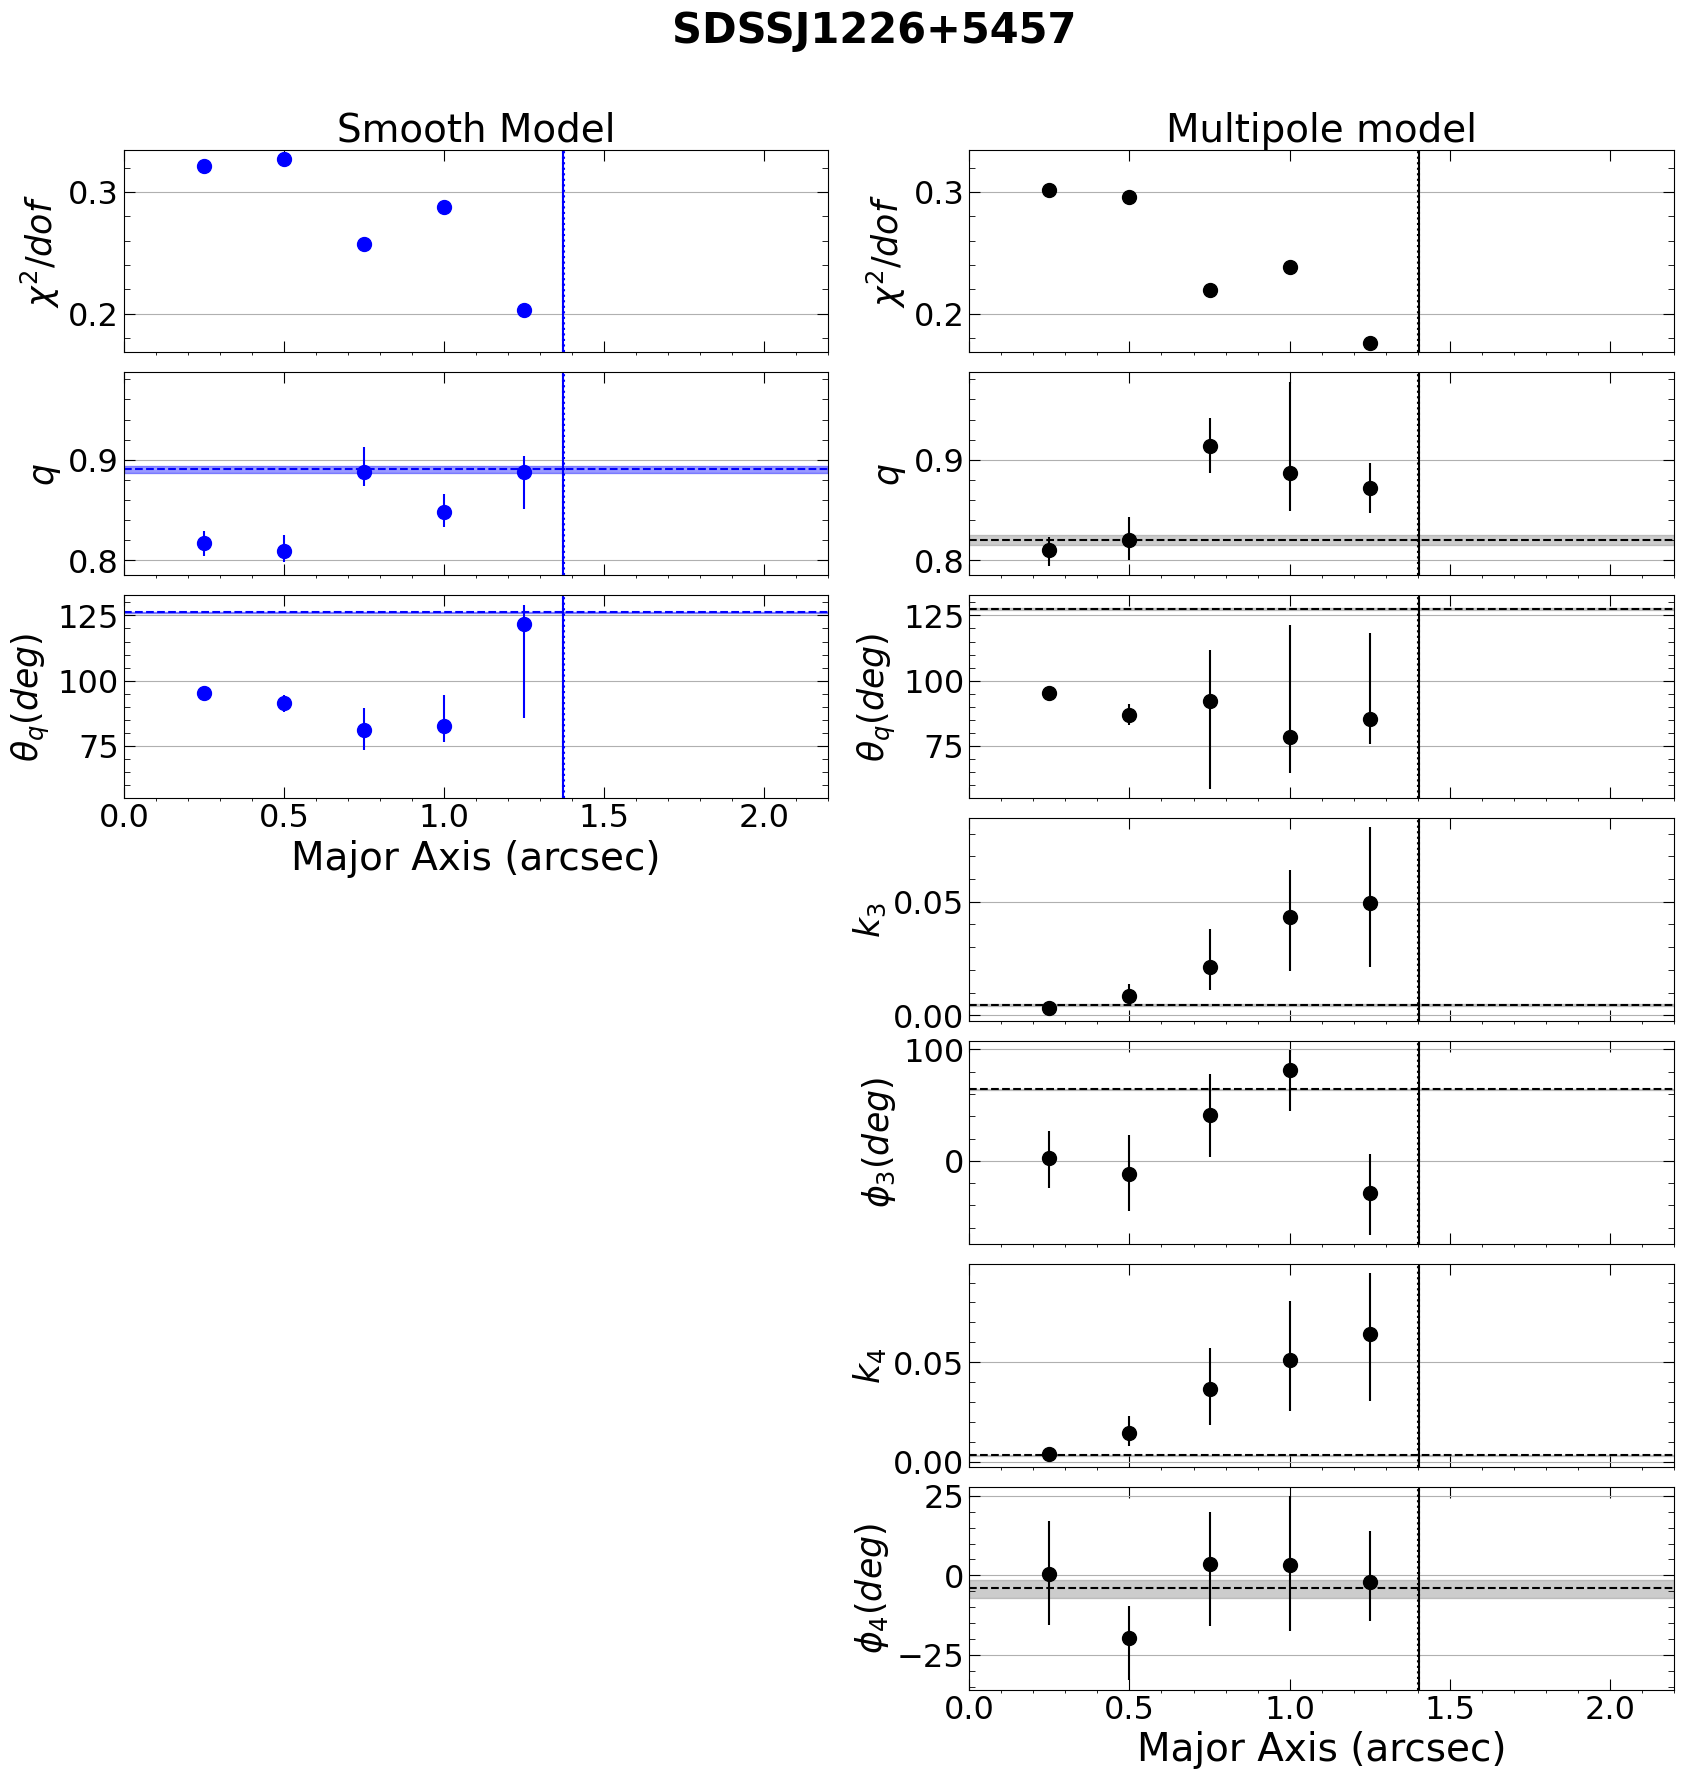 SDSSJ1226+5457
Smooth Model
χ²/dof
0.3
0.2
q
0.9
0.8
θq(deg)
125
100
75
0.0 0.5 1.0 1.5 2.0
Major Axis (arcsec)
Multipole model
χ²/dof
0.3
0.2
q
0.9
0.8
θq(deg)
125
100
75
k₃
0.05
0.00
ϕ₃(deg)
100
0
k₄
0.05
0.00
ϕ₄(deg)
25
0
−25
0.0 0.5 1.0 1.5 2.0
Major Axis (arcsec)